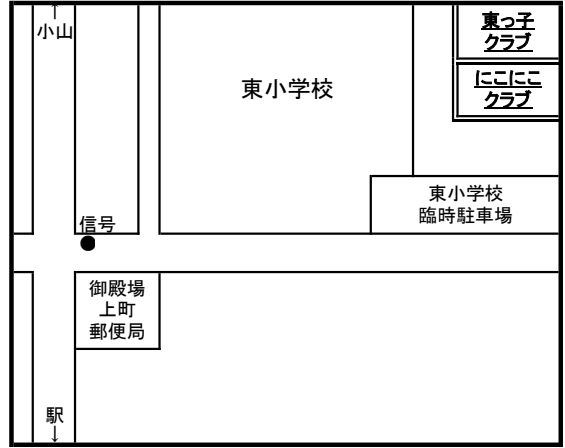 ↑
小山
東っ子
クラブ
にこにこ
クラブ
東小学校
東小学校
臨時駐車場
信号
御殿場
上町
郵便局
駅
↓